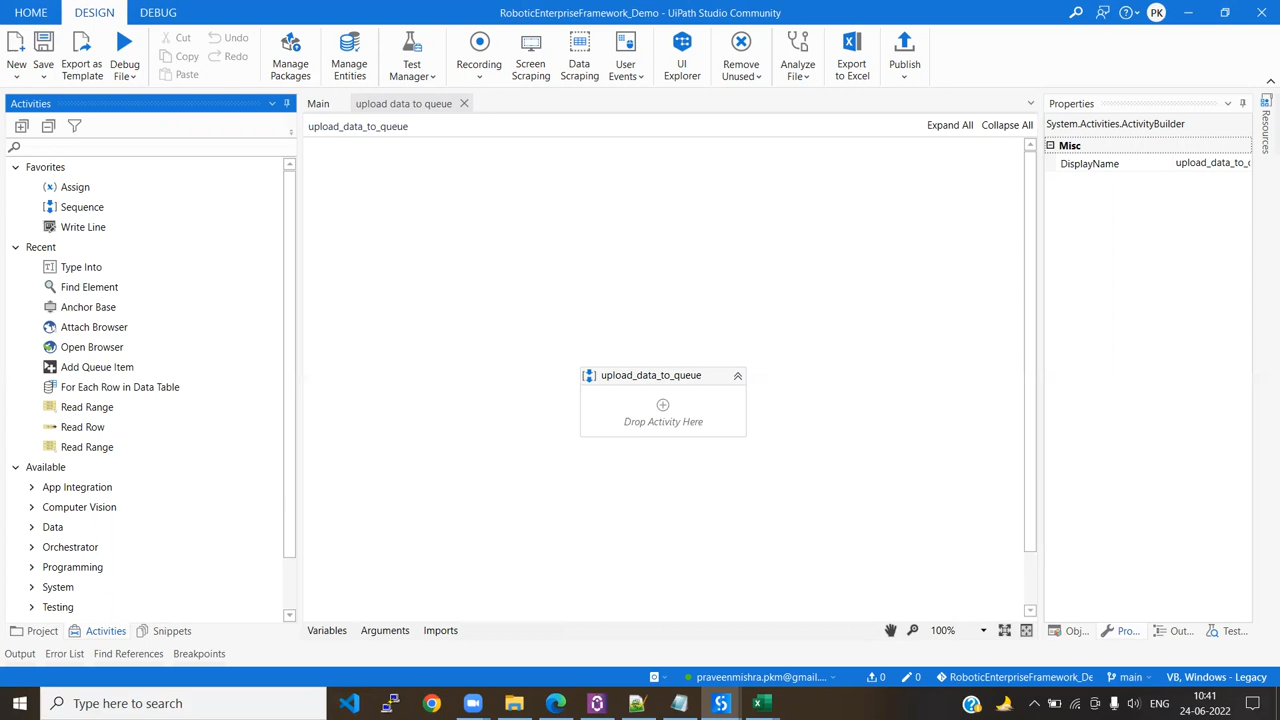 HOME
DESIGN
DEBUG
RoboticEnterpriseFramework_Demo - UiPath Studio Community
PK
New
Save
Export as Template
Debug File
Cut
Copy
Paste
Undo
Redo
Manage Packages
Manage Entities
Test Manager
Recording
Screen Scraping
Data Scraping
User Events
UI Explorer
Remove Unused
Analyze File
Export to Excel
Publish
Activities
Favorites
Assign
Sequence
Write Line
Recent
Type Into
Find Element
Anchor Base
Attach Browser
Open Browser
Add Queue Item
For Each Row in Data Table
Read Range
Read Row
Read Range
Available
App Integration
Computer Vision
Data
Orchestrator
Programming
System
Testing
Project
Activities
Snippets
Main
upload data to queue
upload_data_to_queue
Expand All
Collapse All
upload_data_to_queue
Drop Activity Here
Variables
Arguments
Imports
100%
Properties
System.Activities.ActivityBuilder
Misc
DisplayName
upload_data_to_
Resources
Obj...
Pro...
Out...
Test...
Output
Error List
Find References
Breakpoints
praveenmishra.pkm@gmail....
0
0
RoboticEnterpriseFramework_De
main
VB, Windows - Legacy
Type here to search
ENG
10:41
24-06-2022